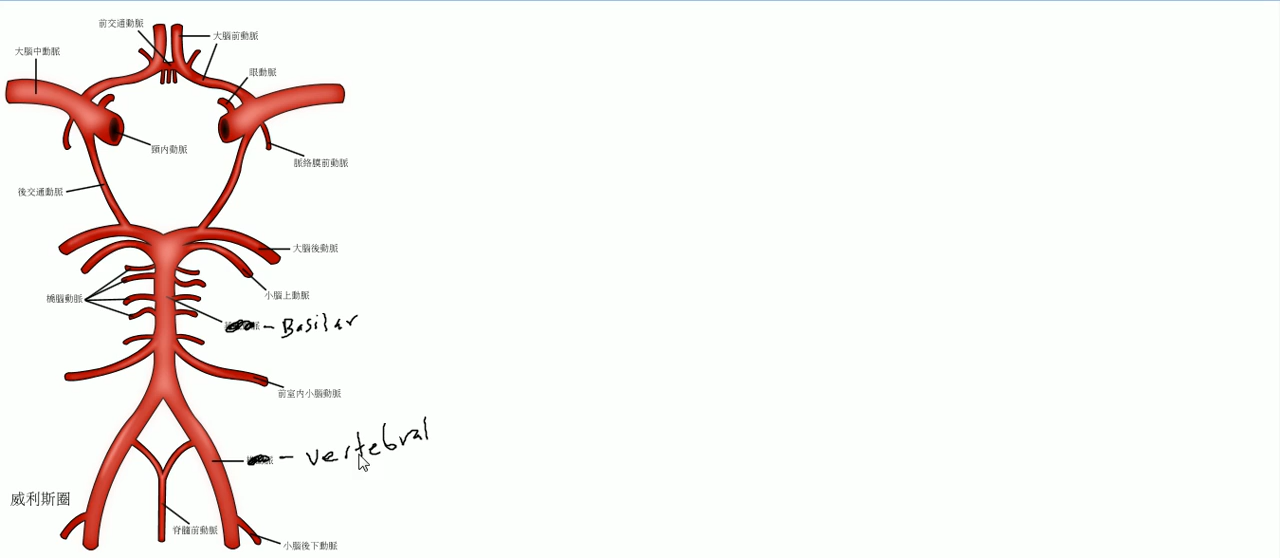 前交通動脈
大腦前動脈
大腦中動脈
眼動脈
頸內動脈
脈絡膜前動脈
後交通動脈
大腦後動脈
小腦上動脈
橋腦動脈
- Basilar
前室內小腦動脈
- vertebral
威利斯圈
脊髓前動脈
小腦後下動脈